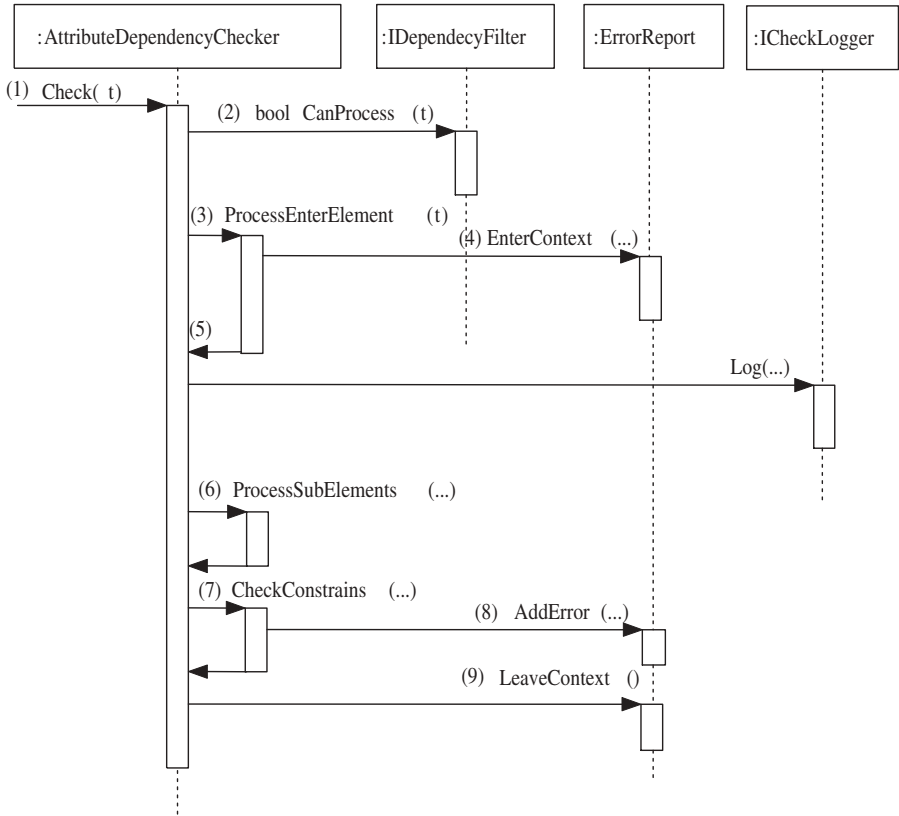 :AttributeDependencyChecker
:IDependecyFilter
:ErrorReport
:ICheckLogger
(1) Check( t)
(2) bool CanProcess (t)
(3) ProcessEnterElement (t)
(4) EnterContext (...)
(5)
Log(...)
(6) ProcessSubElements (...)
(7) CheckConstrains (...)
(8) AddError (...)
(9) LeaveContext ()